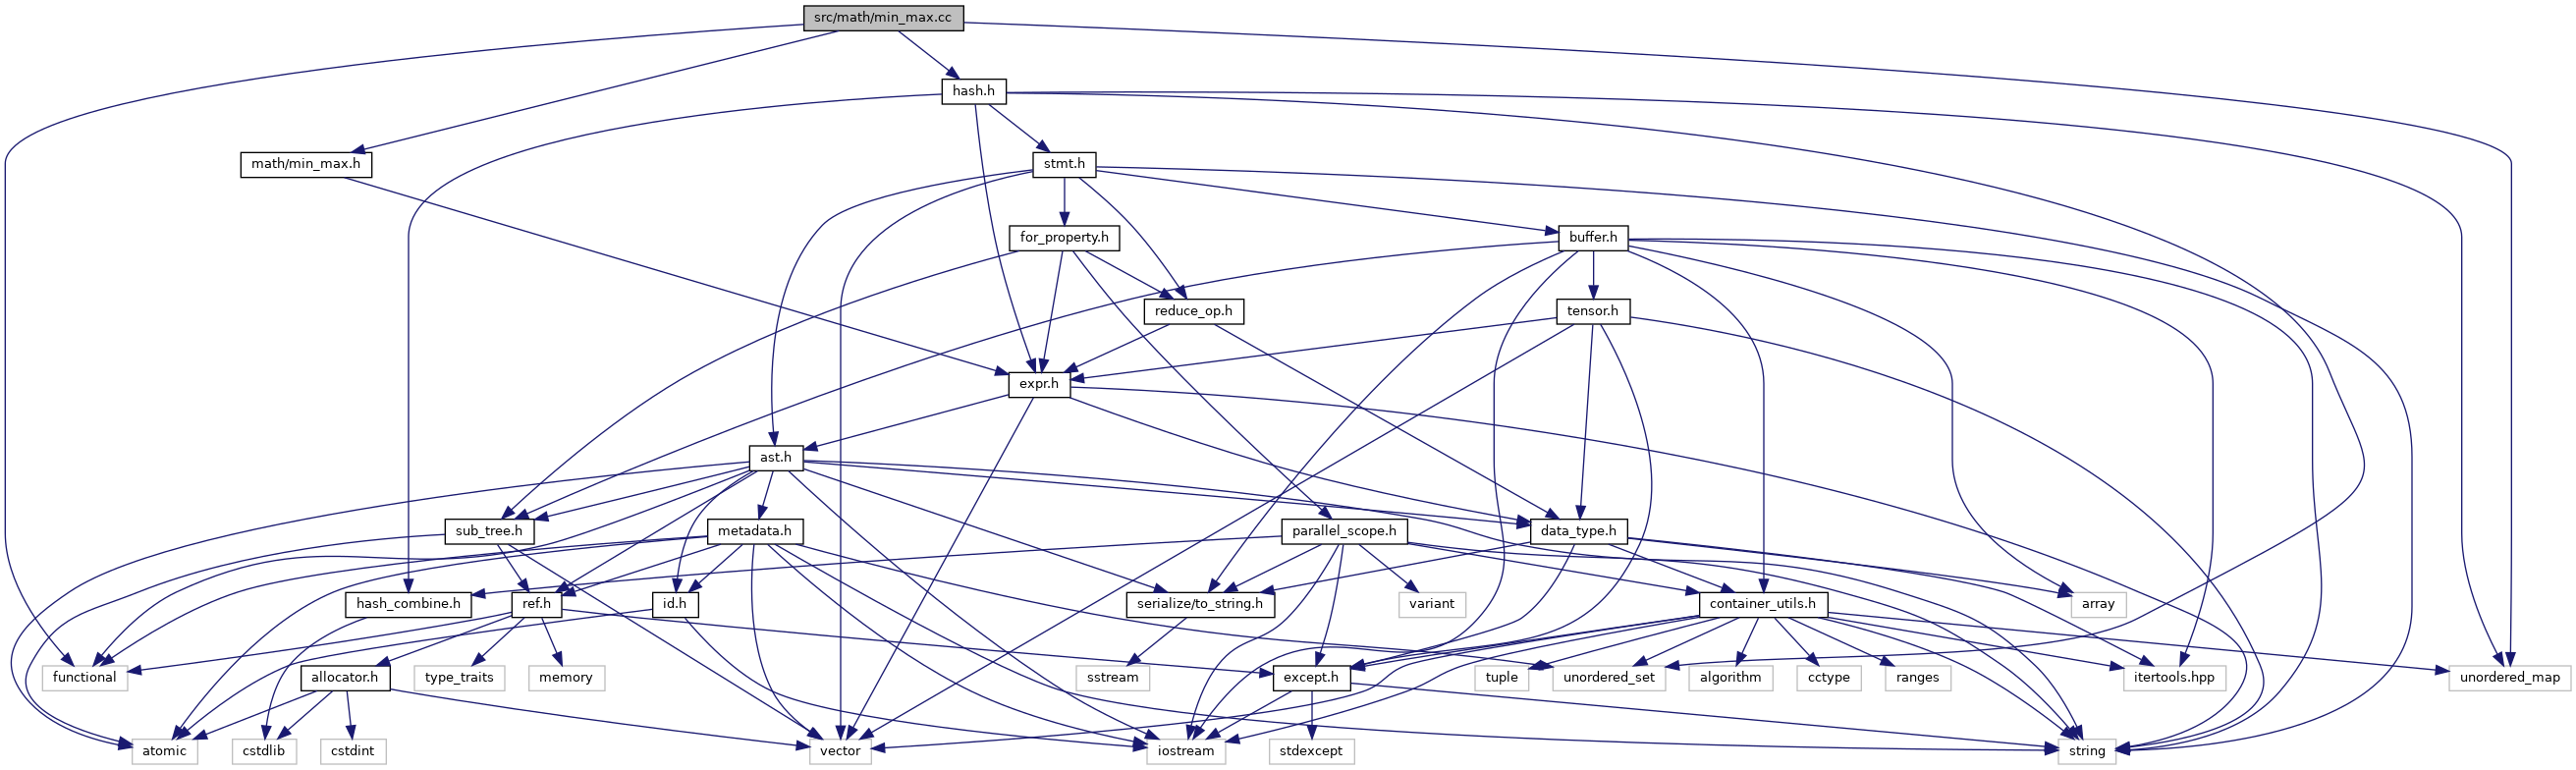 src/math/min_max.cc
hash.h
math/min_max.h
stmt.h
for_property.h
buffer.h
reduce_op.h
tensor.h
expr.h
ast.h
sub_tree.h
metadata.h
parallel_scope.h
data_type.h
hash_combine.h
ref.h
id.h
serialize/to_string.h
variant
container_utils.h
array
functional
allocator.h
type_traits
memory
sstream
except.h
tuple
unordered_set
algorithm
cctype
ranges
itertools.hpp
unordered_map
atomic
cstdlib
cstdint
vector
iostream
stdexcept
string